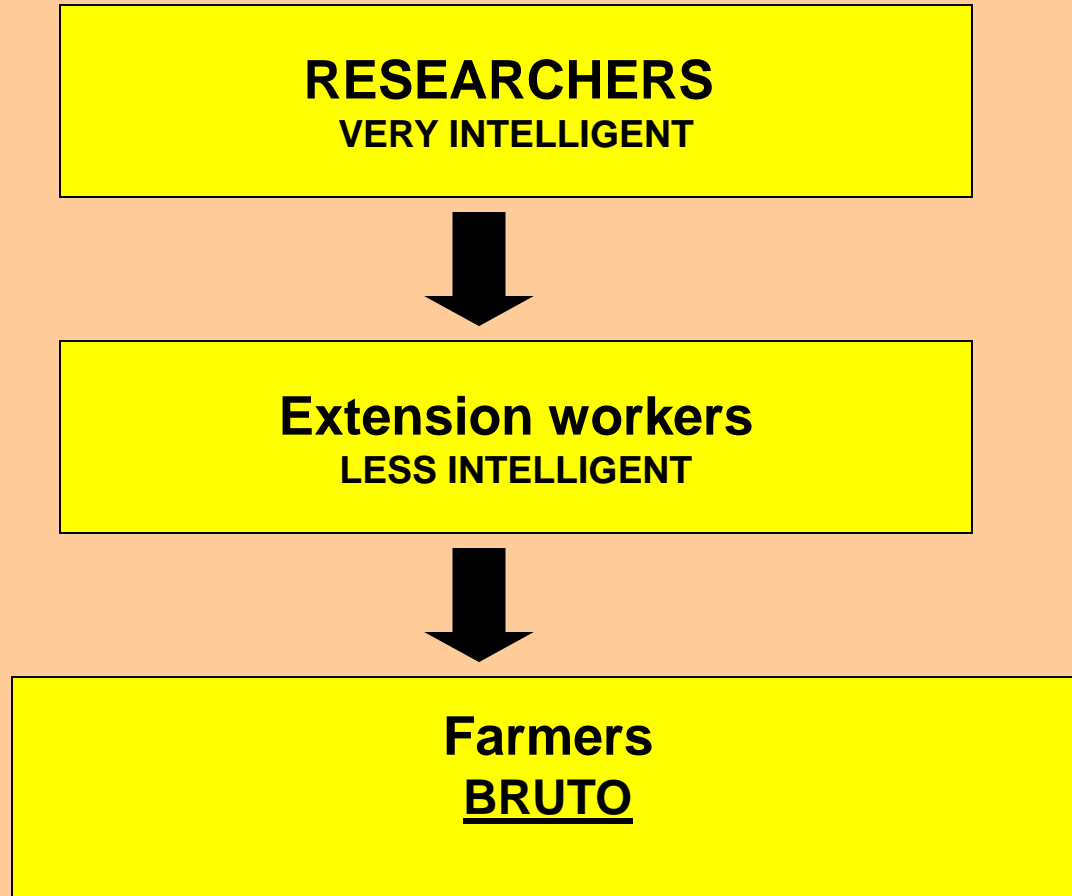 RESEARCHERS
VERY INTELLIGENT
Extension workers
LESS INTELLIGENT
Farmers
BRUTO